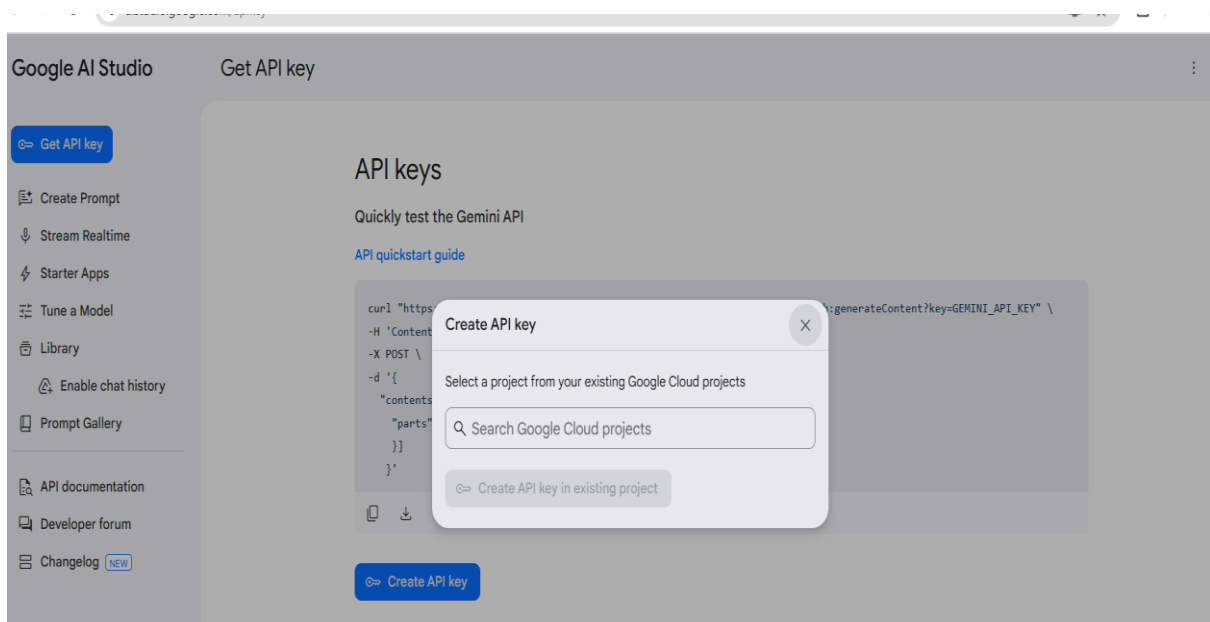 Google AI Studio
Get API key
Get API key
Create Prompt
Stream Realtime
Starter Apps
Tune a Model
Library
Enable chat history
Prompt Gallery
API documentation
Developer forum
Changelog NEW
API keys
Quickly test the Gemini API
API quickstart guide
curl "https :generateContent?key=GEMINI_API_KEY" \
-H 'Content
-X POST \
-d '{
"contents
"parts"
}]
}'
Create API key
Create API key
X
Select a project from your existing Google Cloud projects
Search Google Cloud projects
Create API key in existing project